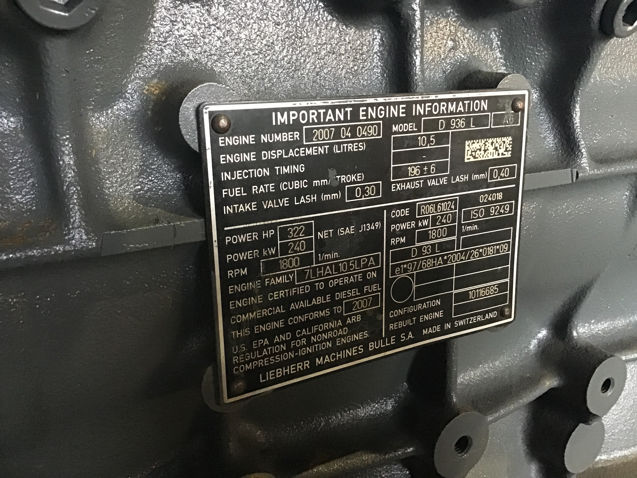 IMPORTANT ENGINE INFORMATION
ENGINE NUMBER 2007 04 0490 MODEL D 936 L A6
ENGINE DISPLACEMENT (LITRES) 10,5
INJECTION TIMING -
FUEL RATE (CUBIC mm/STROKE) 196 ± 6
INTAKE VALVE LASH (mm) 0,30 EXHAUST VALVE LASH (mm) 0,40
POWER HP 322 NET (SAE J1349)
POWER kW 240
RPM 1800 1/min.
ENGINE FAMILY 7LHAL10.5LPA
ENGINE CERTIFIED TO OPERATE ON
COMMERCIAL AVAILABLE DIESEL FUEL
THIS ENGINE CONFORMS TO 2007
U.S. EPA AND CALIFORNIA ARB
REGULATION FOR NONROAD
COMPRESSION-IGNITION ENGINES.
CODE R06L61024 024018
POWER kW 240 ISO 9249
RPM 1800 1/min.
D 93 L
e1*97/68HA*2004/26*0181*09
CONFIGURATION 10116685
REBUILT ENGINE
LIEBHERR MACHINES BULLE S.A. MADE IN SWITZERLAND